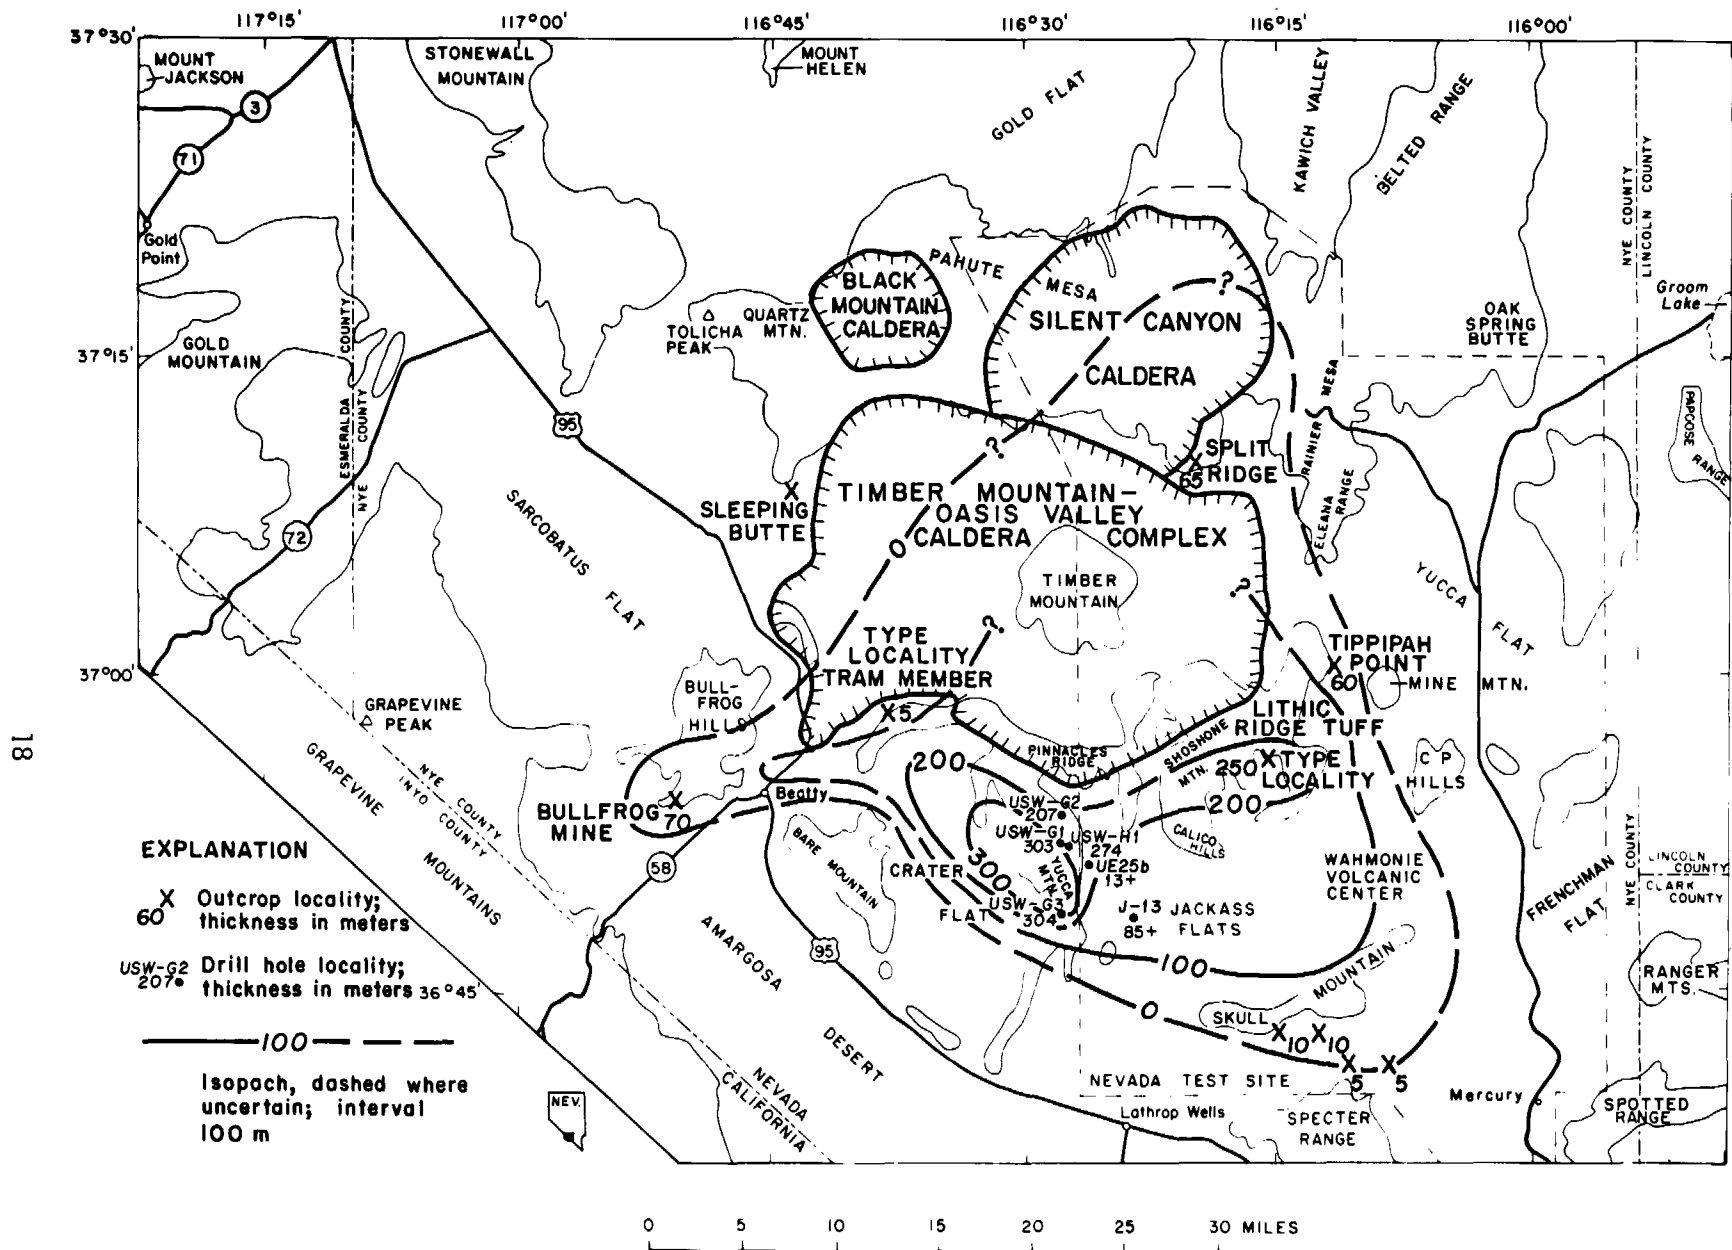 117°15'
117°00'
116°45'
116°30'
116°15'
116°00'
37°30'
MOUNT
JACKSON
STONEWALL
MOUNTAIN
MOUNT
HELEN
GOLD FLAT
KAWICH VALLEY
BELTED RANGE
3
71
NYE COUNTY
LINCOLN COUNTY
Gold
Point
PAHUTE
MESA
BLACK
MOUNTAIN
CALDERA
?
SILENT CANYON
CALDERA
QUARTZ
MTN.
TOLICHA
PEAK
OAK
SPRING
BUTTE
Groom
Lake
37°15'
GOLD
MOUNTAIN
ESMERALDA COUNTY
NYE COUNTY
RAINIER MESA
PAPOOSE
RANGE
95
?
SPLIT
RIDGE
65
ELEANA
RANGE
SLEEPING
BUTTE
TIMBER MOUNTAIN-
OASIS VALLEY
CALDERA COMPLEX
0
72
SARCOBATUS FLAT
TIMBER
MOUNTAIN
?
YUCCA
FLAT
37°00'
TYPE
LOCALITY
TRAM MEMBER
?
5
TIPPIPAH
POINT
60
MINE MTN.
BULL-
FROG
HILLS
GRAPEVINE
PEAK
LITHIC
RIDGE TUFF
TYPE
LOCALITY
250
SHOSHONE
MTN.
PINNACLES
RIDGE
C P
HILLS
18
GRAPEVINE
MOUNTAINS
NYE COUNTY
INYO COUNTY
200
200
BULLFROG
MINE
70
Beatty
USW-G2
207
USW-G1
303
USW-H1
274
UE25b
13+
300
YUCCA
MTN.
USW-G3
304
CALICO
HILLS
BARE MOUNTAIN
CRATER
FLAT
WAHMONIE
VOLCANIC
CENTER
J-13
85+
JACKASS
FLATS
FRENCHMAN
FLAT
NYE COUNTY
LINCOLN
COUNTY
CLARK
COUNTY
58
95
AMARGOSA
DESERT
100
0
SKULL
MOUNTAIN
10
10
5
5
RANGER
MTS.
NEVADA TEST SITE
Mercury
SPOTTED
RANGE
SPECTER
RANGE
Lathrop Wells
NEVADA
CALIFORNIA
EXPLANATION
60
Outcrop locality;
thickness in meters
USW-G2
207
Drill hole locality;
thickness in meters
36°45'
100
Isopach, dashed where
uncertain; interval
100 m
NEV.
0 5 10 15 20 25 30 MILES